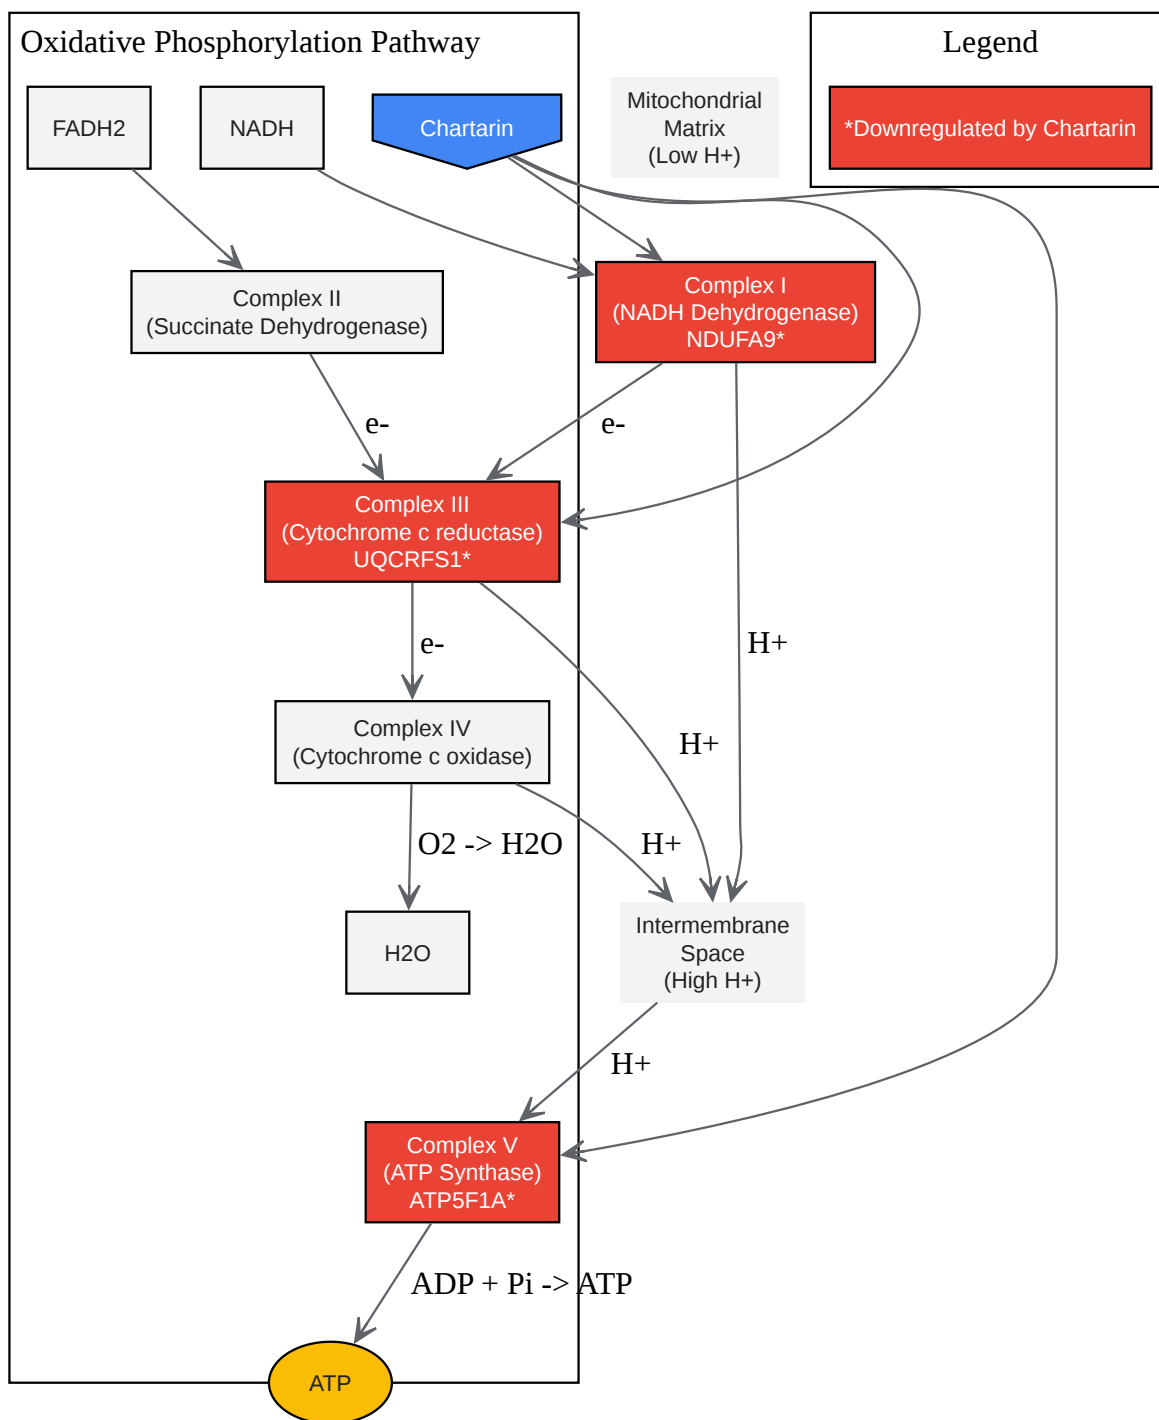 Oxidative Phosphorylation Pathway
Legend
FADH2
NADH
Chartarin
Mitochondrial
Matrix
(Low H+)
*Downregulated by Chartarin
Complex II
(Succinate Dehydrogenase)
Complex I
(NADH Dehydrogenase)
NDUFA9*
e-
e-
Complex III
(Cytochrome c reductase)
UQCRFS1*
e-
H+
Complex IV
(Cytochrome c oxidase)
H+
O2 -> H2O
H+
H2O
Intermembrane
Space
(High H+)
H+
Complex V
(ATP Synthase)
ATP5F1A*
ADP + Pi -> ATP
ATP